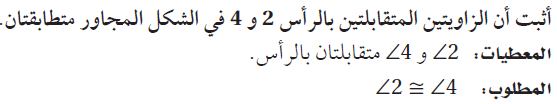 أثبت أن الزاويتين المتقابلتين بالرأس 2 و 4 في الشكل المجاور متطابقتان.
المعطيات: ∠2 و ∠4 متقابلتان بالرأس.
المطلوب: ∠2 ≅ ∠4